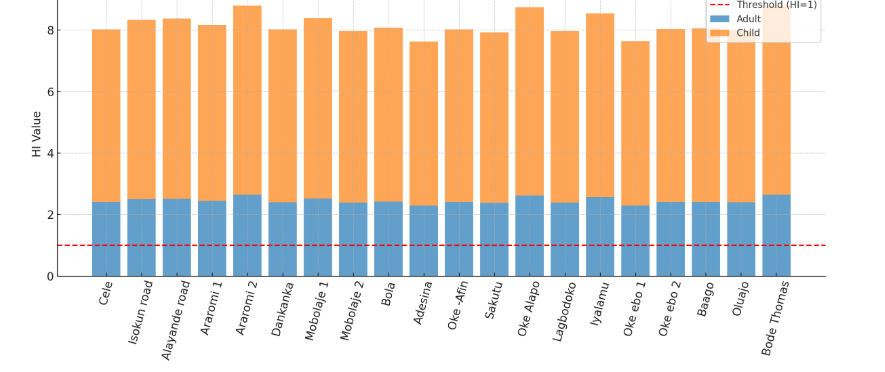 Threshold (HI=1)
Adult
Child
HI Value
8
6
4
2
0
Cele
Isokun road
Alayande road
Araromi 1
Araromi 2
Dankanka
Mobolaje 1
Mobolaje 2
Bola
Adesina
Oke -Afin
Sakutu
Oke Alapo
Lagbodoko
Iyalamu
Oke ebo 1
Oke ebo 2
Baago
Oluajo
Bode Thomas